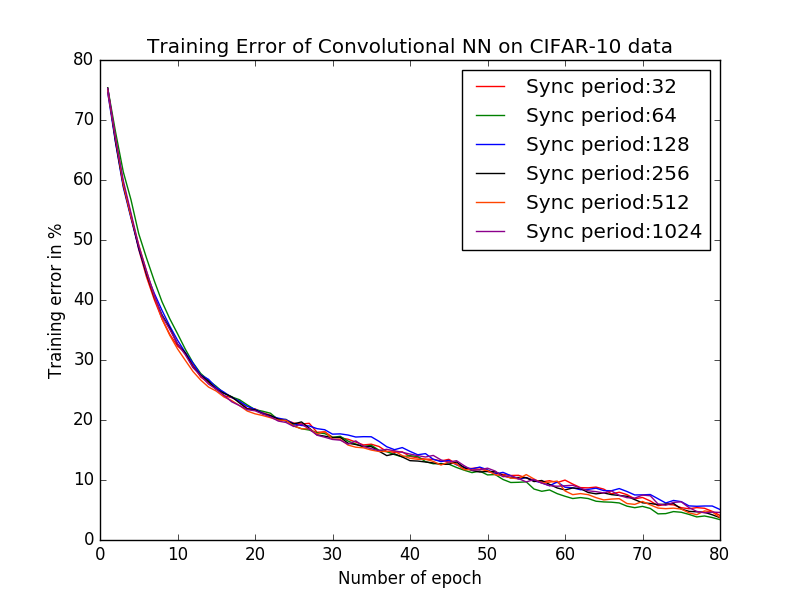 Training Error of Convolutional NN on CIFAR-10 data
80
70
60
50
40
30
20
10
0
Training error in %
Sync period:32
Sync period:64
Sync period:128
Sync period:256
Sync period:512
Sync period:1024
0 10 20 30 40 50 60 70 80
Number of epoch